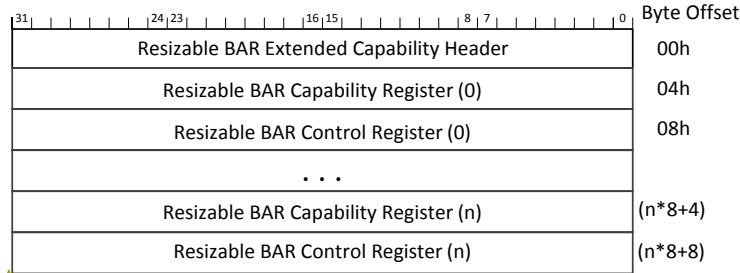 31 24 23 16 15 8 7 0 Byte Offset
Resizable BAR Extended Capability Header 00h
Resizable BAR Capability Register (0) 04h
Resizable BAR Control Register (0) 08h
. . .
Resizable BAR Capability Register (n) (n*8+4)
Resizable BAR Control Register (n) (n*8+8)